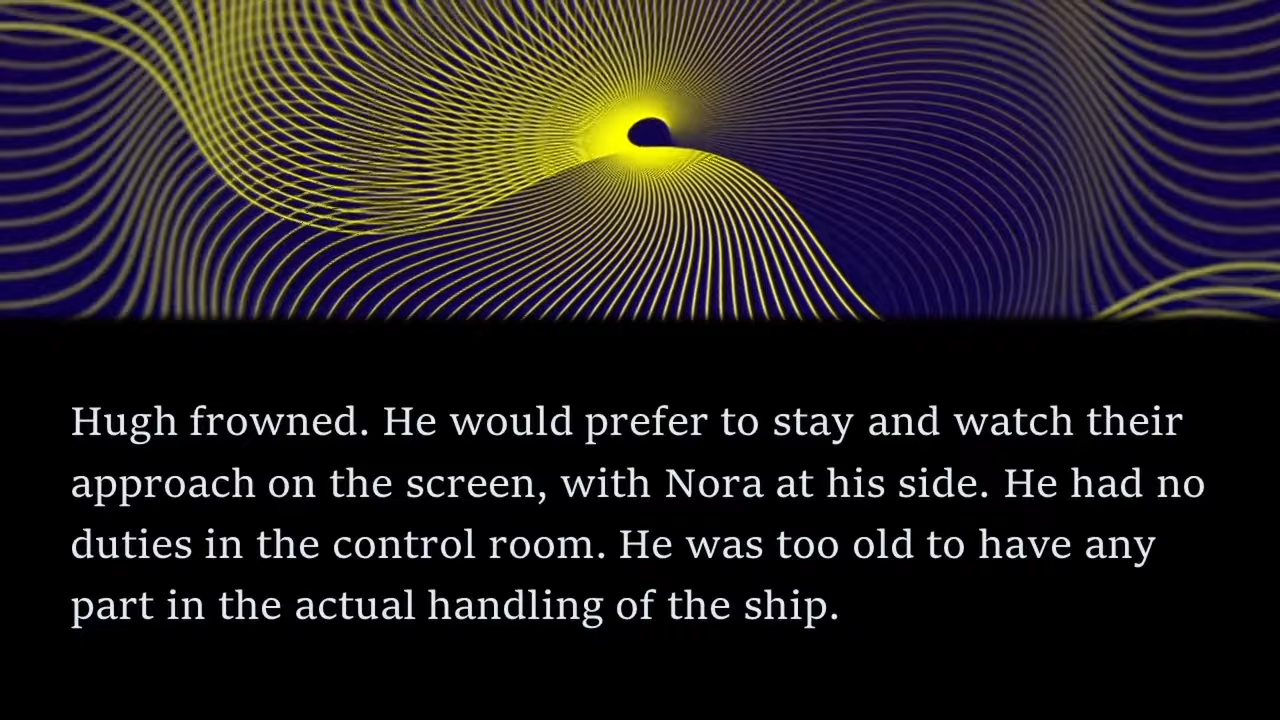 Hugh frowned. He would prefer to stay and watch their
approach on the screen, with Nora at his side. He had no
duties in the control room. He was too old to have any
part in the actual handling of the ship.